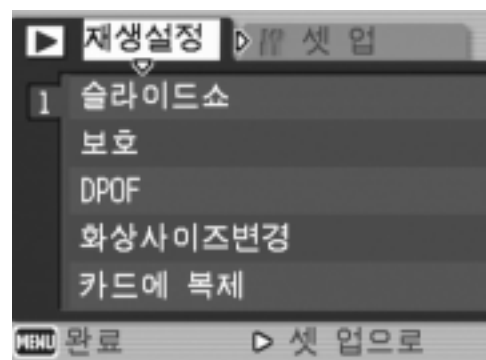 재생설정 셋 업
1 슬라이드쇼
보호
DPOF
화상사이즈변경
카드에 복제
MENU 완료 셋 업으로